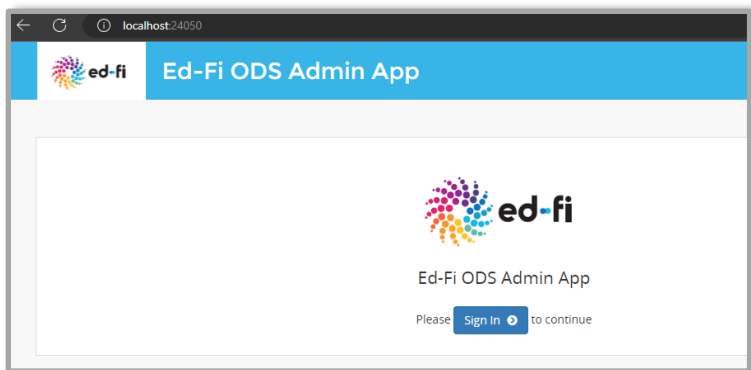 localhost:24050
ed-fi Ed-Fi ODS Admin App
ed-fi
Ed-Fi ODS Admin App
Please Sign In to continue